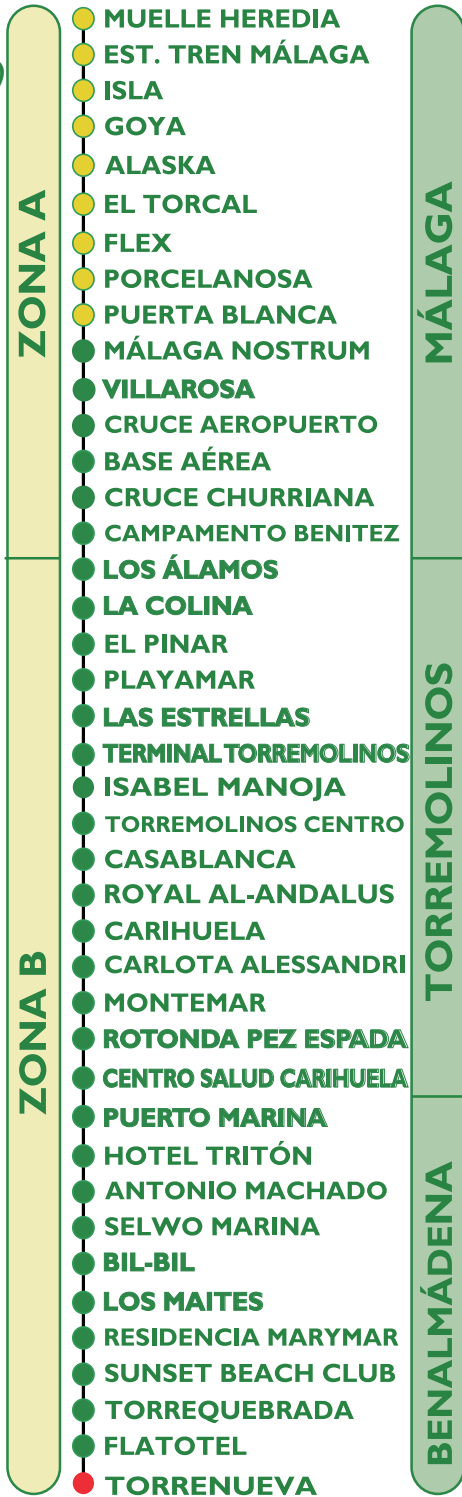 MUELLE HEREDIA
EST. TREN MÁLAGA
ISLA
GOYA
ALASKA
EL TORCAL
FLEX
PORCELANOSA
PUERTA BLANCA
MÁLAGA NOSTRUM
VILLAROSA
CRUCE AEROPUERTO
BASE AÉREA
CRUCE CHURRIANA
CAMPAMENTO BENITEZ
LOS ÁLAMOS
LA COLINA
EL PINAR
PLAYAMAR
LAS ESTRELLAS
TERMINAL TORREMOLINOS
ISABEL MANOJA
TORREMOLINOS CENTRO
CASABLANCA
ROYAL AL-ANDALUS
CARIHUELA
CARLOTA ALESSANDRI
MONTEMAR
ROTONDA PEZ ESPADA
CENTRO SALUD CARIHUELA
PUERTO MARINA
HOTEL TRITÓN
ANTONIO MACHADO
SELWO MARINA
BIL-BIL
LOS MAITES
RESIDENCIA MARYMAR
SUNSET BEACH CLUB
TORREQUEBRADA
FLATOTEL
TORRENUEVA
ZONA A
ZONA B
MÁLAGA
TORREMOLINOS
BENALMÁDENA